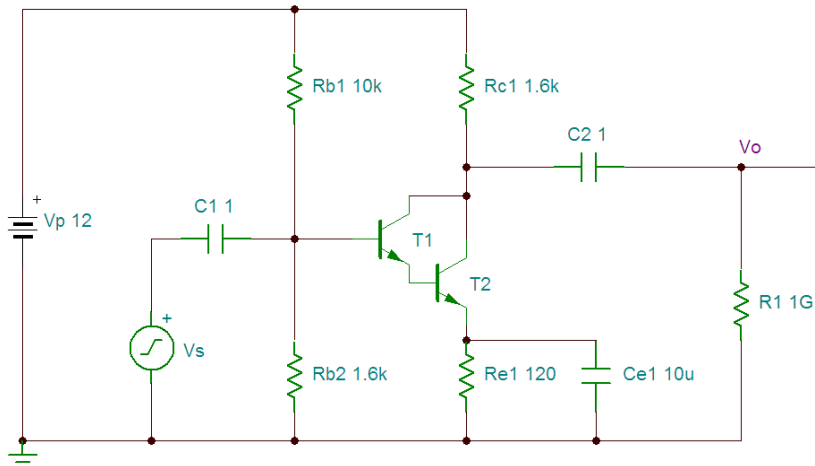 Rb1 10k
Rc1 1.6k
C2 1
Vo
+
Vp 12
C1 1
T1
T2
+
Vs
R1 1G
Rb2 1.6k
Re1 120
Ce1 10u